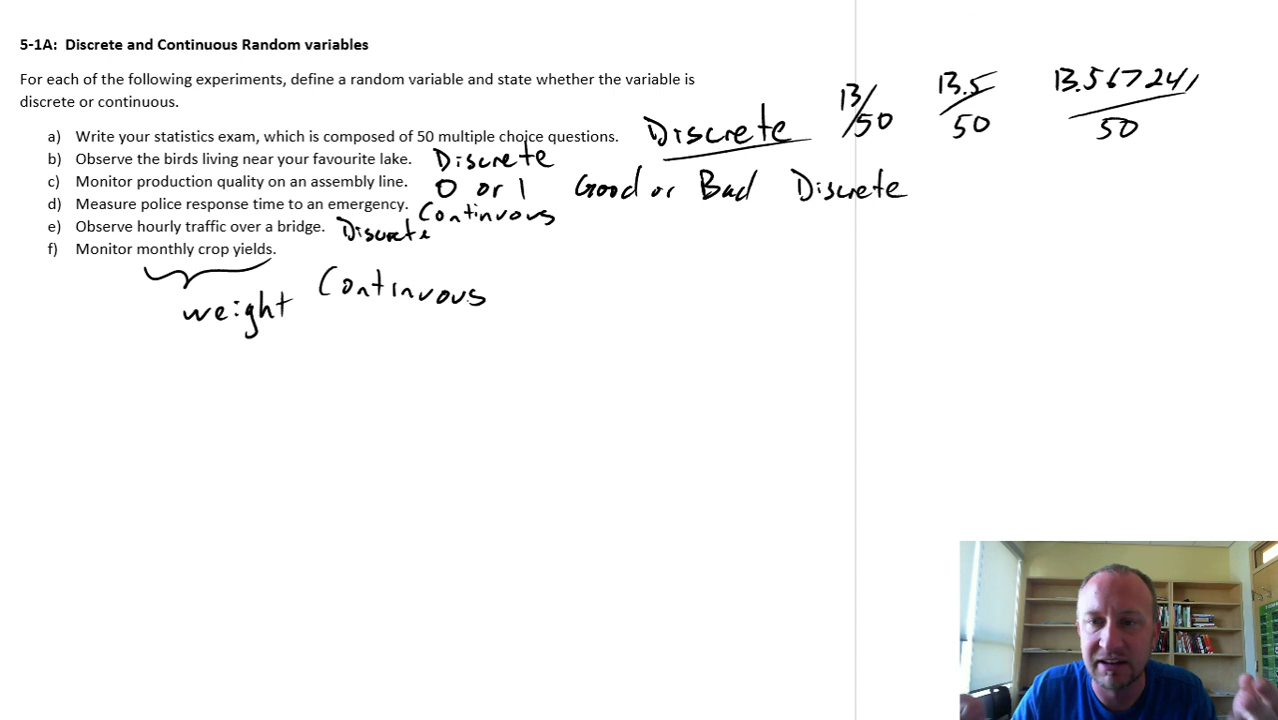 5-1A: Discrete and Continuous Random variables
For each of the following experiments, define a random variable and state whether the variable is
discrete or continuous.
a) Write your statistics exam, which is composed of 50 multiple choice questions. Discrete 13/50 13.5/50 13.567241/50
b) Observe the birds living near your favourite lake. Discrete
c) Monitor production quality on an assembly line. 0 or 1 Good or Bad Discrete
d) Measure police response time to an emergency. Continuous
e) Observe hourly traffic over a bridge. Discrete
f) Monitor monthly crop yields.
weight Continuous